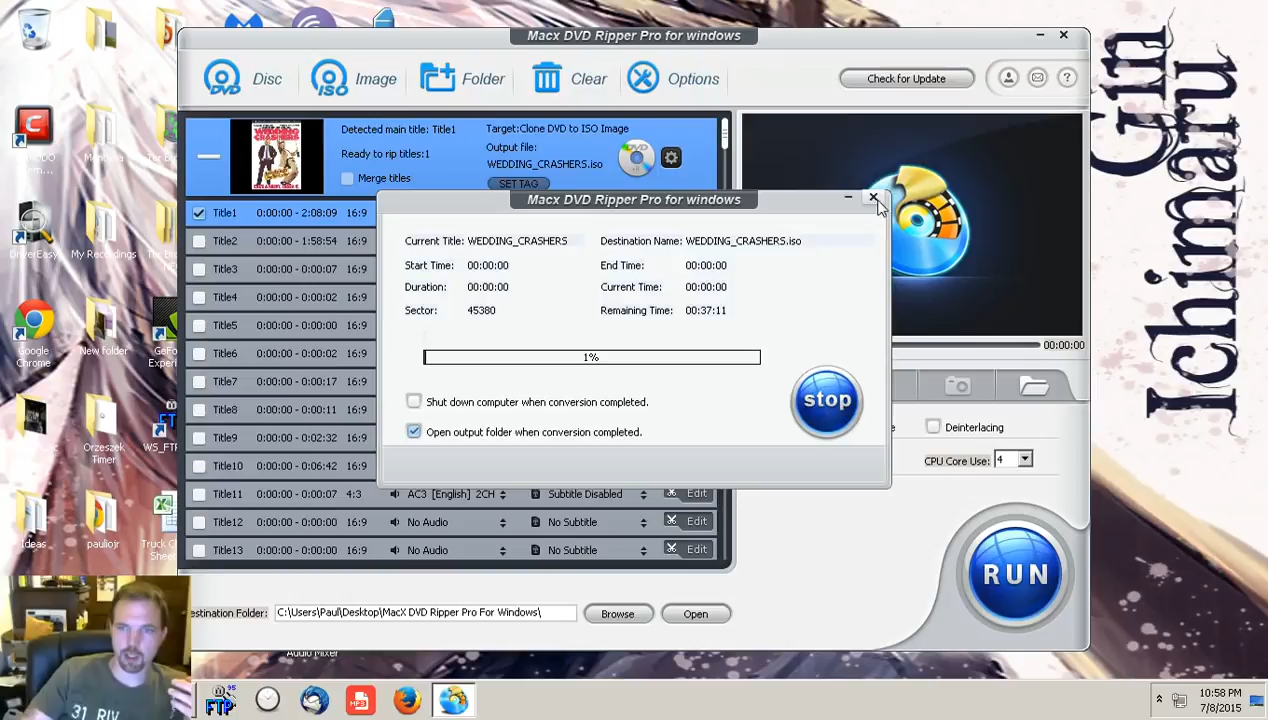 Macx DVD Ripper Pro for windows
Disc
Image
Folder
Clear
Options
Check for Update
Detected main title: Title1
Target:Clone DVD to ISO Image
Ready to rip titles:1
Output file:
WEDDING_CRASHERS.iso
Merge titles
SET TAG
Title1 0:00:00 - 2:08:09 16:9
Title2 0:00:00 - 1:58:54 16:9
Title3 0:00:00 - 0:00:07 16:9
Title4 0:00:00 - 0:00:02 16:9
Title5 0:00:00 - 0:00:02 16:9
Title6 0:00:00 - 0:00:02 16:9
Title7 0:00:00 - 0:00:17 16:9
Title8 0:00:00 - 0:00:11 16:9
Title9 0:00:00 - 0:02:32 16:9
Title10 0:00:00 - 0:06:42 16:9
Title11 0:00:00 - 0:00:07 4:3 AC3 [English] 2CH Subtitle Disabled Edit
Title12 0:00:00 - 0:00:00 16:9 No Audio No Subtitle Edit
Title13 0:00:00 - 0:00:00 16:9 No Audio No Subtitle Edit
Macx DVD Ripper Pro for windows
Current Title: WEDDING_CRASHERS Destination Name: WEDDING_CRASHERS.iso
Start Time: 00:00:00 End Time: 00:00:00
Duration: 00:00:00 Current Time: 00:00:00
Sector: 45380 Remaining Time: 00:37:11
1%
Shut down computer when conversion completed.
stop
Open output folder when conversion completed.
00:00:00
Deinterlacing
CPU Core Use: 4
RUN
estination Folder: C:\Users\Paul\Desktop\MacX DVD Ripper Pro For Windows\ Browse Open
Audio Mixer
DriverEasy
My Recordings
Google
Chrome
New folder
GeFo
Experi
Orzeszek
Timer
WS_FTP
Ideas
pauliojr
Truck
Sheet
Gin
Ichimaru
31 RIV
95
FTP
MP3
10:58 PM
7/8/2015